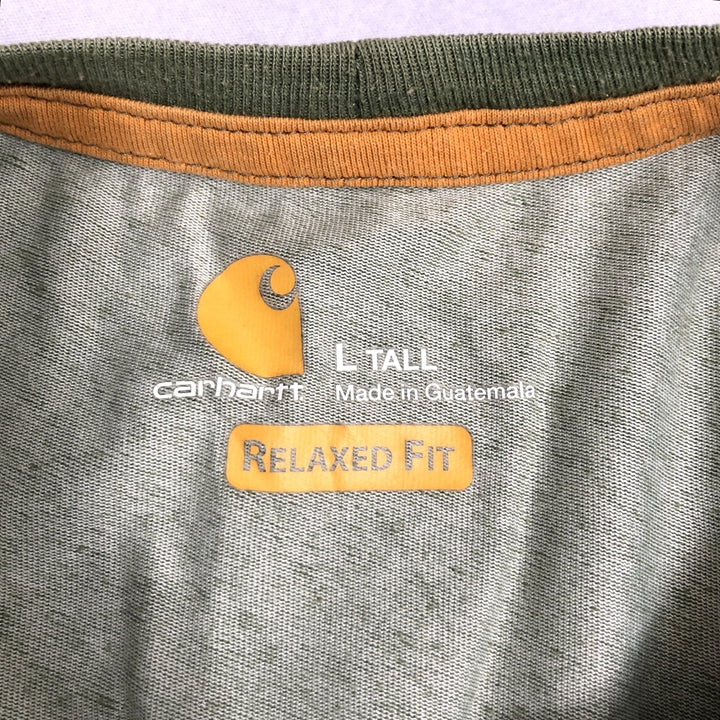 L TALL
carhartt
Made in Guatemala
RELAXED FIT